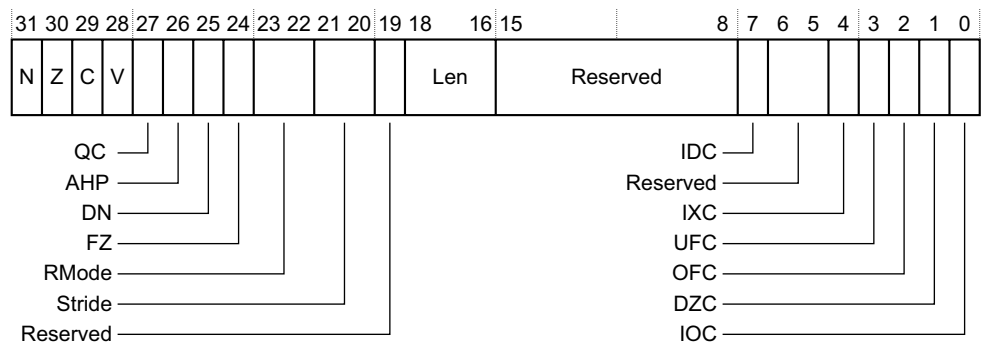 31 30 29 28 27 26 25 24 23 22 21 20 19 18 16 15 8 7 6 5 4 3 2 1 0
N Z C V Len Reserved
QC IDC
AHP Reserved
DN IXC
FZ UFC
RMode OFC
Stride DZC
Reserved IOC